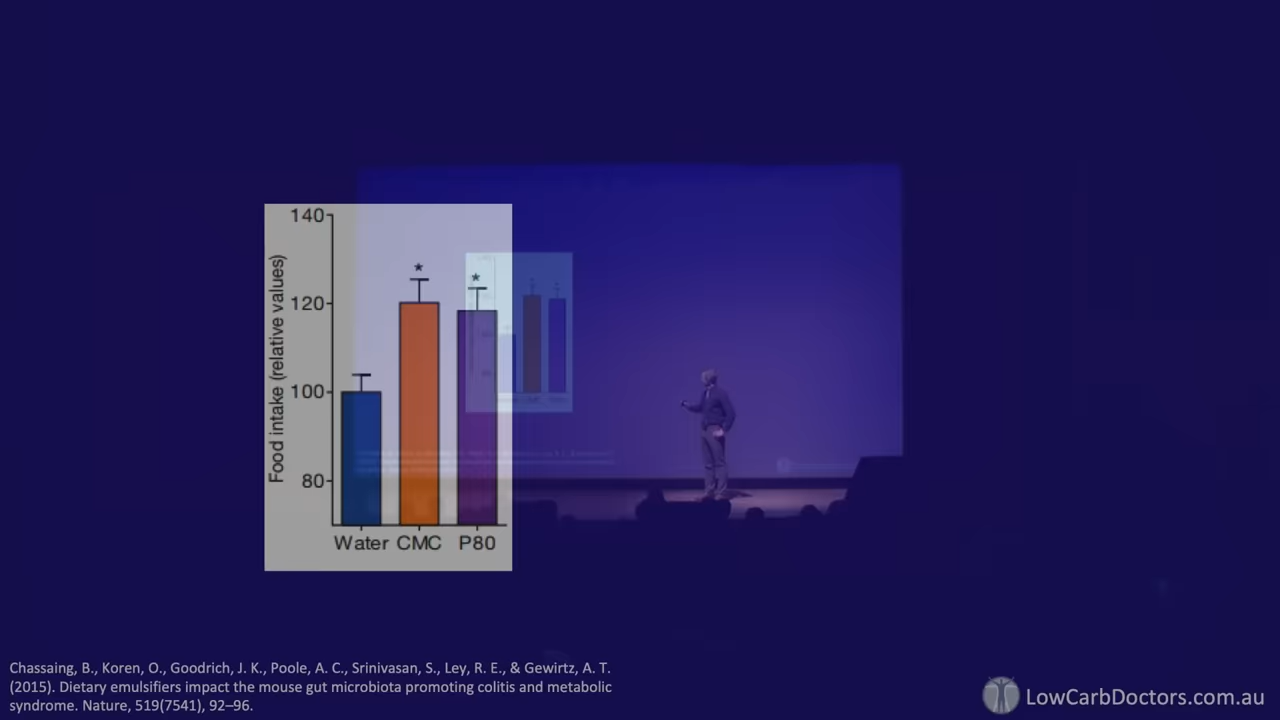 140
120
100
80
Food intake (relative values)
*
*
Water CMC P80
Chassaing, B., Koren, O., Goodrich, J. K., Poole, A. C., Srinivasan, S., Ley, R. E., & Gewirtz, A. T.
(2015). Dietary emulsifiers impact the mouse gut microbiota promoting colitis and metabolic
syndrome. Nature, 519(7541), 92–96.
LowCarbDoctors.com.au